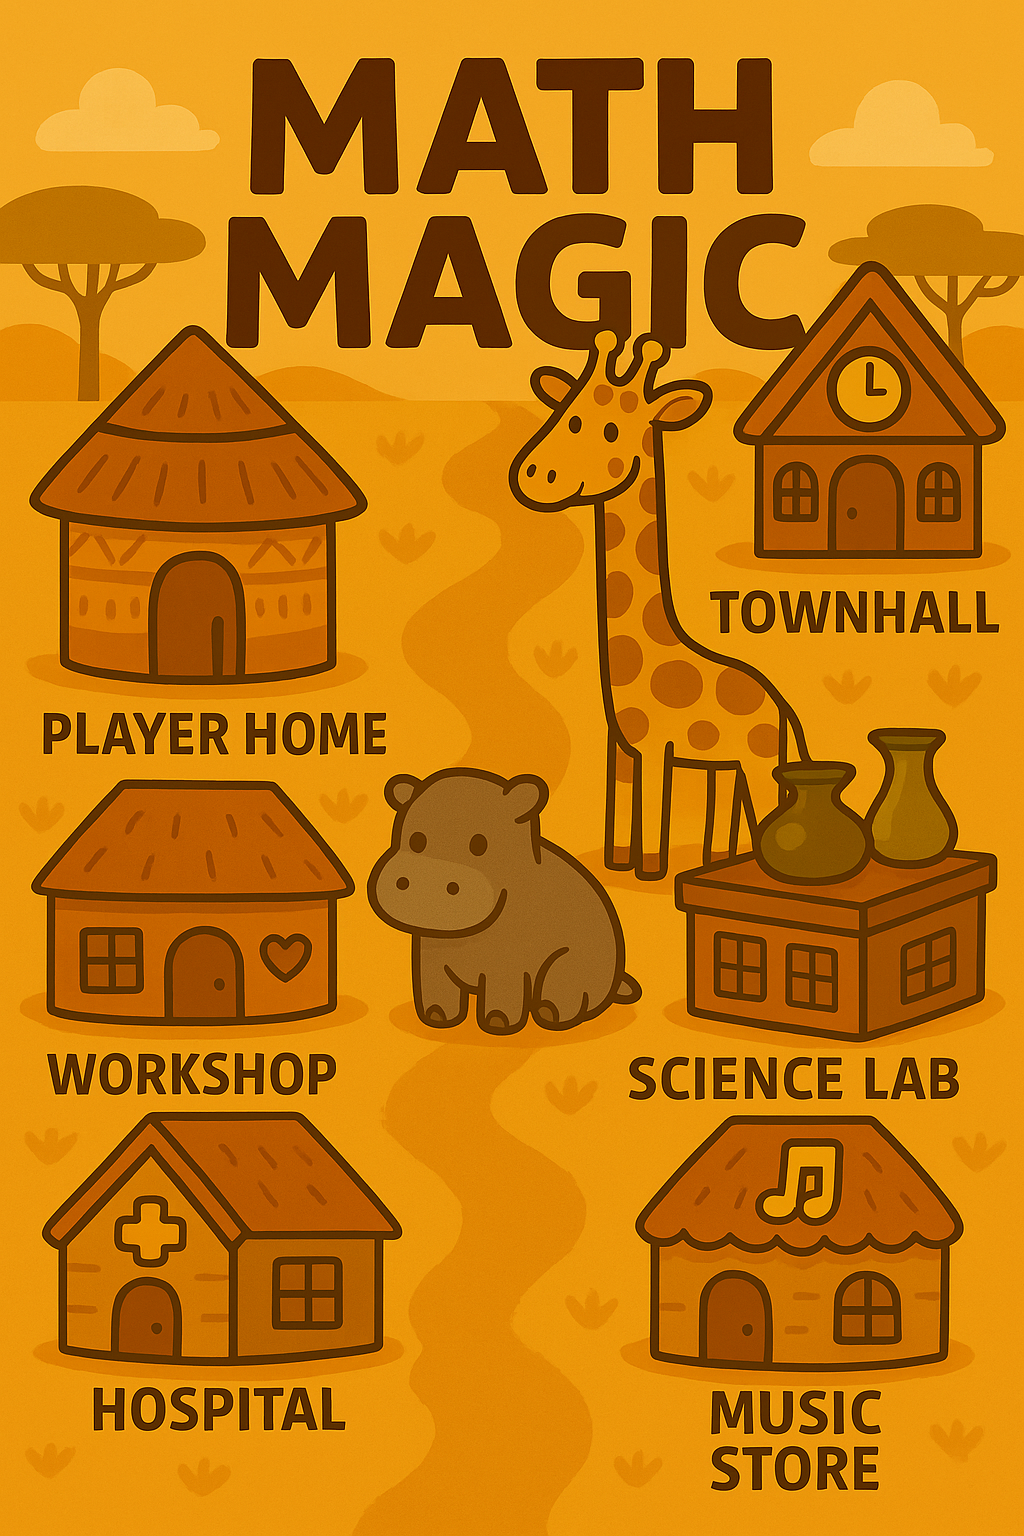 MATH
MAGIC
TOWNHALL
PLAYER HOME
WORKSHOP
SCIENCE LAB
HOSPITAL
MUSIC
STORE